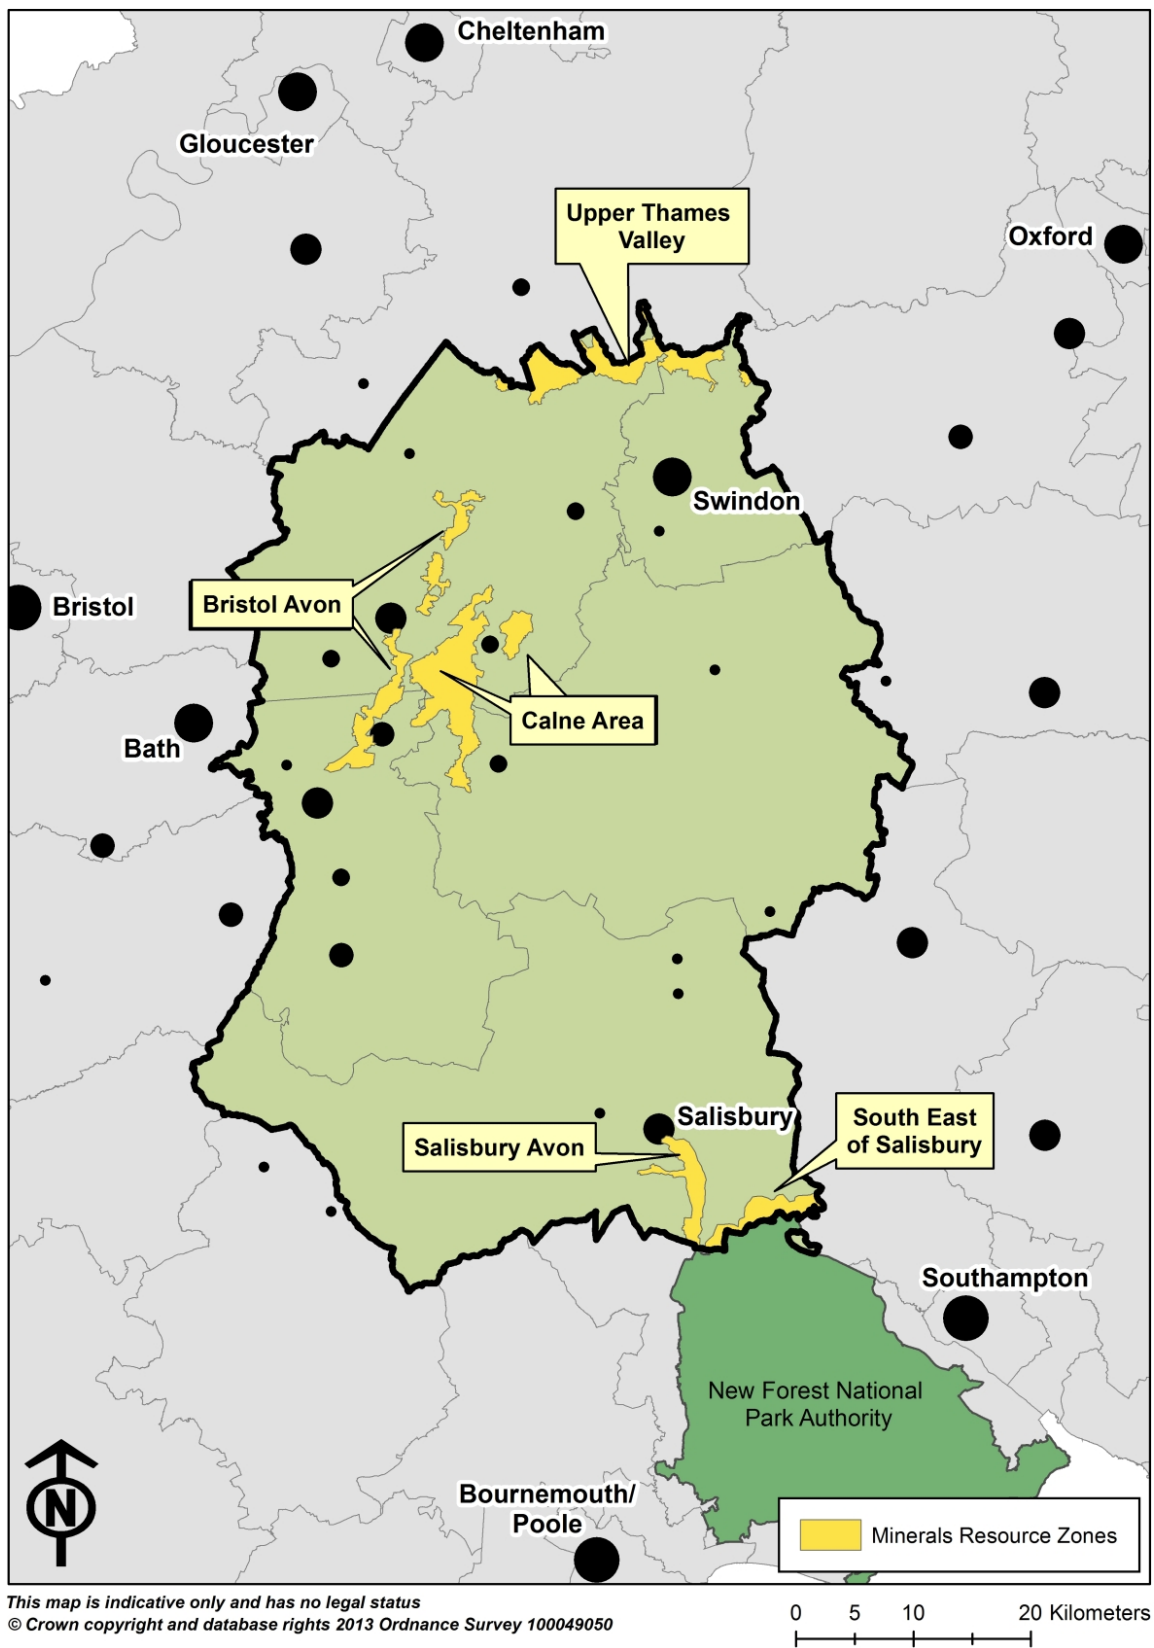 Cheltenham
Gloucester
Upper Thames
Valley
Oxford
Swindon
Bristol Avon
Bristol
Calne Area
Bath
Salisbury
South East
of Salisbury
Salisbury Avon
Southampton
New Forest National
Park Authority
N
Bournemouth/
Poole
Minerals Resource Zones
This map is indicative only and has no legal status
© Crown copyright and database rights 2013 Ordnance Survey 100049050
0 5 10 20 Kilometers